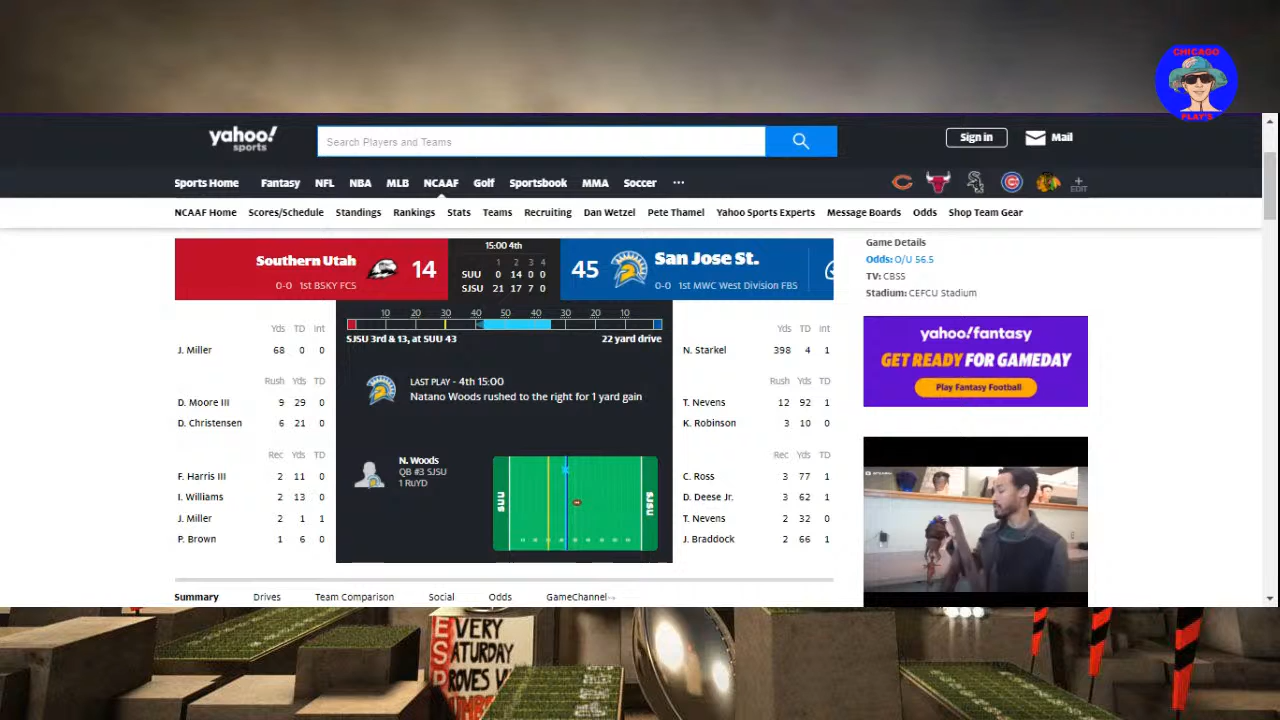 CHICAGO
PLAY'S
yahoo!
sports
Search Players and Teams
Sign in
Mail
Sports Home Fantasy NFL NBA MLB NCAAF Golf Sportsbook MMA Soccer ...
+
EDIT
NCAAF Home Scores/Schedule Standings Rankings Stats Teams Recruiting Dan Wetzel Pete Thamel Yahoo Sports Experts Message Boards Odds Shop Team Gear
Southern Utah
0-0 1st BSKY FCS
14
15:00 4th
1 2 3 4
SUU 0 14 0 0
SJSU 21 17 7 0
45
San Jose St.
0-0 1st MWC West Division FBS
Game Details
Odds: O/U 56.5
TV: CBSS
Stadium: CEFCU Stadium
10 20 30 40 50 40 30 20 10
SJSU 3rd & 13, at SUU 43
22 yard drive
Yds TD Int
J. Miller 68 0 0
Rush Yds TD
D. Moore III 9 29 0
D. Christensen 6 21 0
Rec Yds TD
F. Harris III 2 11 0
I. Williams 2 13 0
J. Miller 2 1 1
P. Brown 1 6 0
LAST PLAY - 4th 15:00
Natano Woods rushed to the right for 1 yard gain
N. Woods
QB #3 SJSU
1 RuYD
SUU
SJSU
Yds TD Int
N. Starkel 398 4 1
Rush Yds TD
T. Nevens 12 92 1
K. Robinson 3 10 0
Rec Yds TD
C. Ross 3 77 1
D. Deese Jr. 3 62 1
T. Nevens 2 32 0
J. Braddock 2 66 1
yahoo!fantasy
GET READY FOR GAMEDAY
Play Fantasy Football
Summary Drives Team Comparison Social Odds GameChannel
EVERY
SATURDAY
PROVES